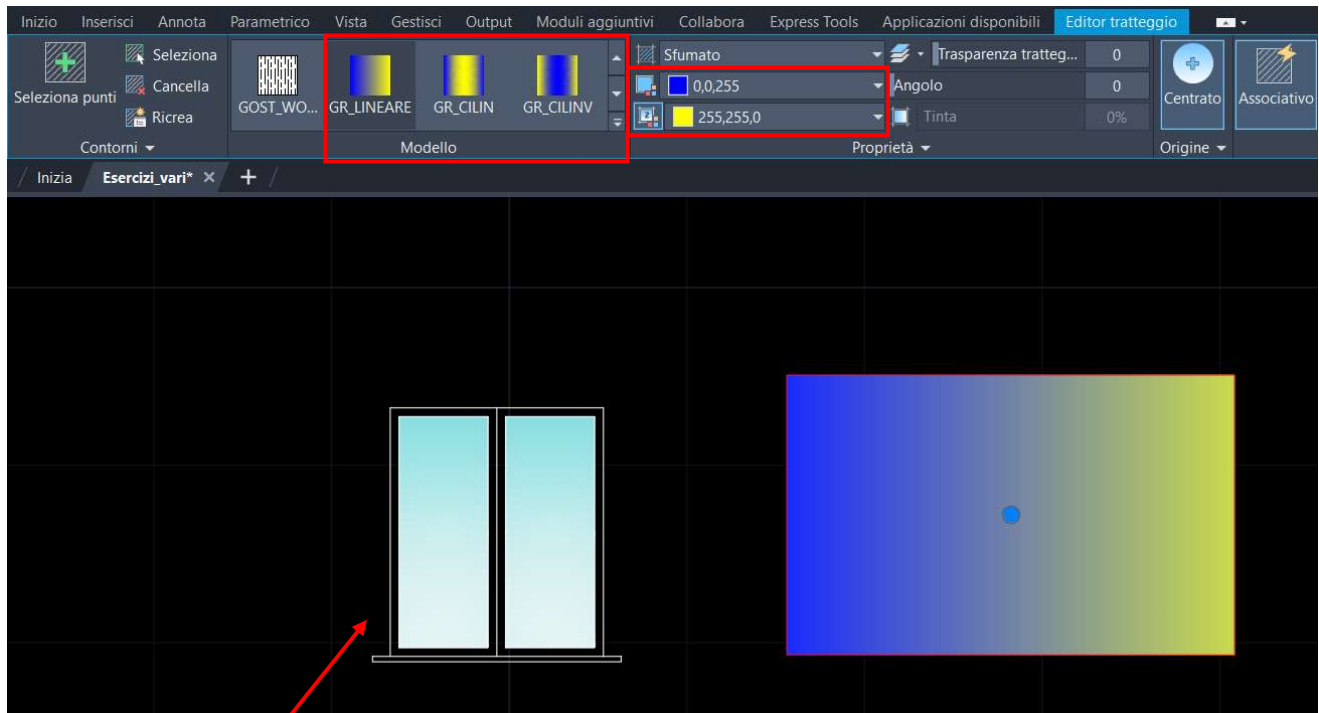 Inizio Inserisci Annota Parametrico Vista Gestisci Output Moduli aggiuntivi Collabora Express Tools Applicazioni disponibili Editor tratteggio
Seleziona punti
Seleziona
Cancella
Ricrea
Contorni
GOST_WO...
GR_LINEARE
GR_CILIN
GR_CILINV
Modello
Sfumato
0,0,255
255,255,0
Trasparenza tratteg... 0
Angolo 0
Tinta 0%
Proprietà
Centrato
Origine
Associativo
Inizia Esercizi_vari*